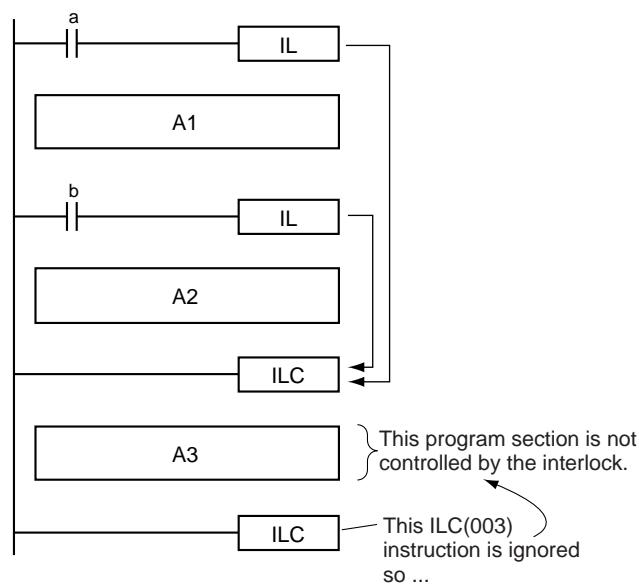 a
IL
A1
b
IL
A2
ILC
A3
This program section is not
controlled by the interlock.
ILC
This ILC(003)
instruction is ignored
so ...